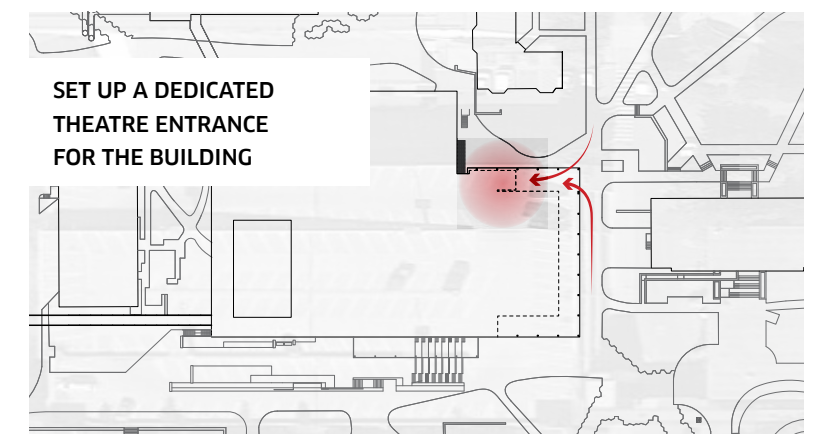 SET UP A DEDICATED
THEATRE ENTRANCE
FOR THE BUILDING